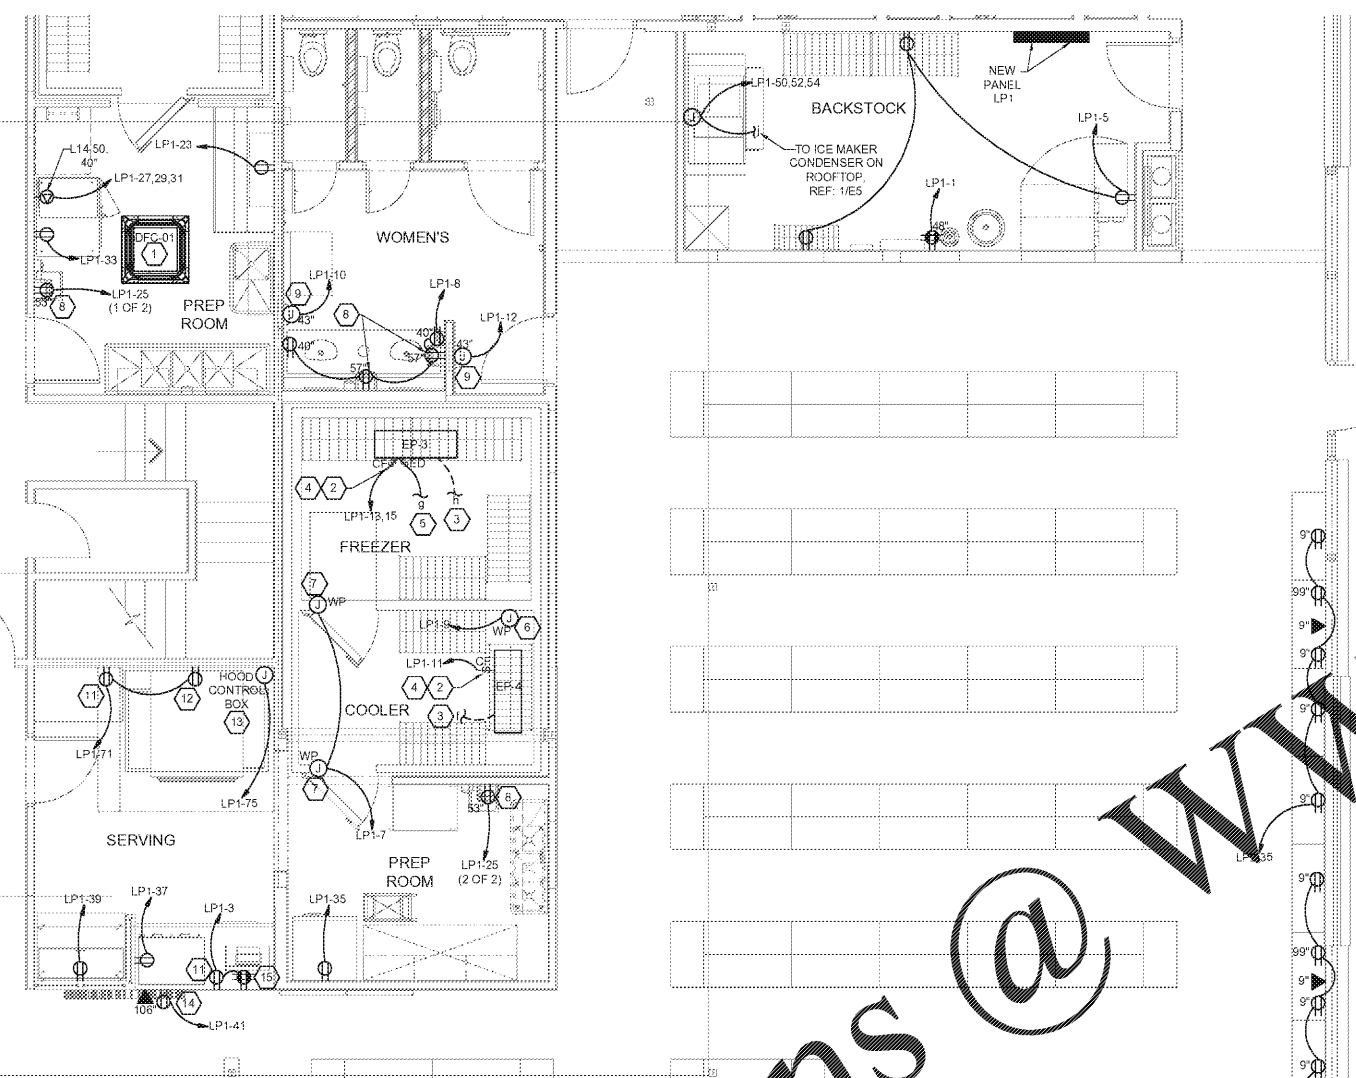 LP1-50,52,54
NEW
PANEL
LP1
BACKSTOCK
LP1-5
LP1-23
L14-50.
40"
TO ICE MAKER
CONDENSER ON
ROOFTOP,
REF: 1/E5
LP1-27,29,31
LP1-1
48"
WOMEN'S
DFC-01
1
LP1-33
LP1-10
LP1-8
LP1-25
(1 OF 2)
53"
8
9
J
43"
8
LP1-12
PREP
ROOM
40"
57"
40"
57"
43"
J
9
J
EP-3
4
2
LP1-13,15
g
5
h
3
FREEZER
7
J
WP
LP1-9
J
WP
6
LP1-11
4
2
EP-4
COOLER
3
f
11
12
HOOD
CONTROL
BOX
13
J
LP1-71
LP1-75
WP
J
7
LP1-7
53"
8
LP1-25
(2 OF 2)
SERVING
PREP
ROOM
LP1-39
LP1-37
LP1-3
LP1-35
11
15
106"
14
LP1-41
9"
99"
9"
9"
9"
9"
9"
99"
9"
9"
9"
ns @ ww